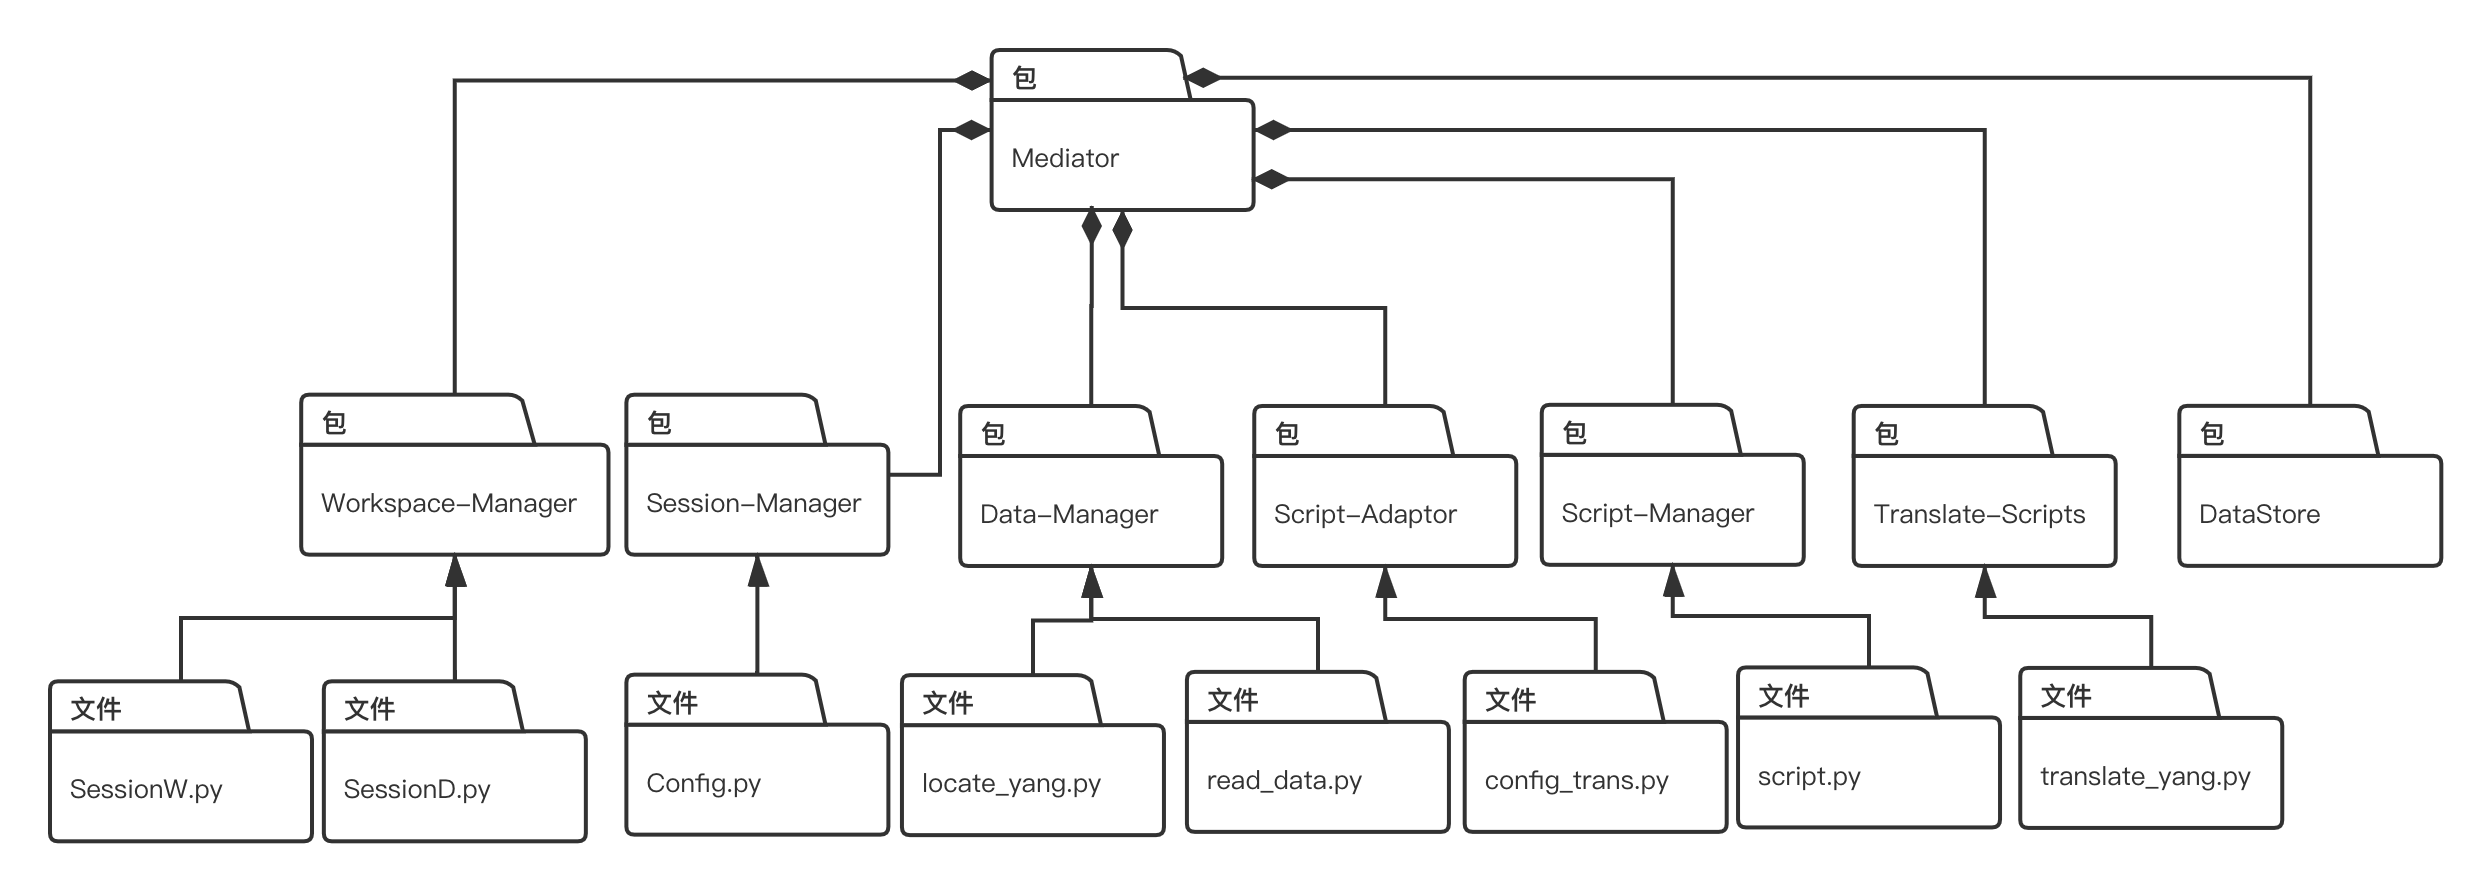 包
Mediator
包
Workspace-Manager
包
Session-Manager
包
Data-Manager
包
Script-Adaptor
包
Script-Manager
包
Translate-Scripts
包
DataStore
文件
SessionW.py
文件
SessionD.py
文件
Config.py
文件
locate_yang.py
文件
read_data.py
文件
config_trans.py
文件
script.py
文件
translate_yang.py